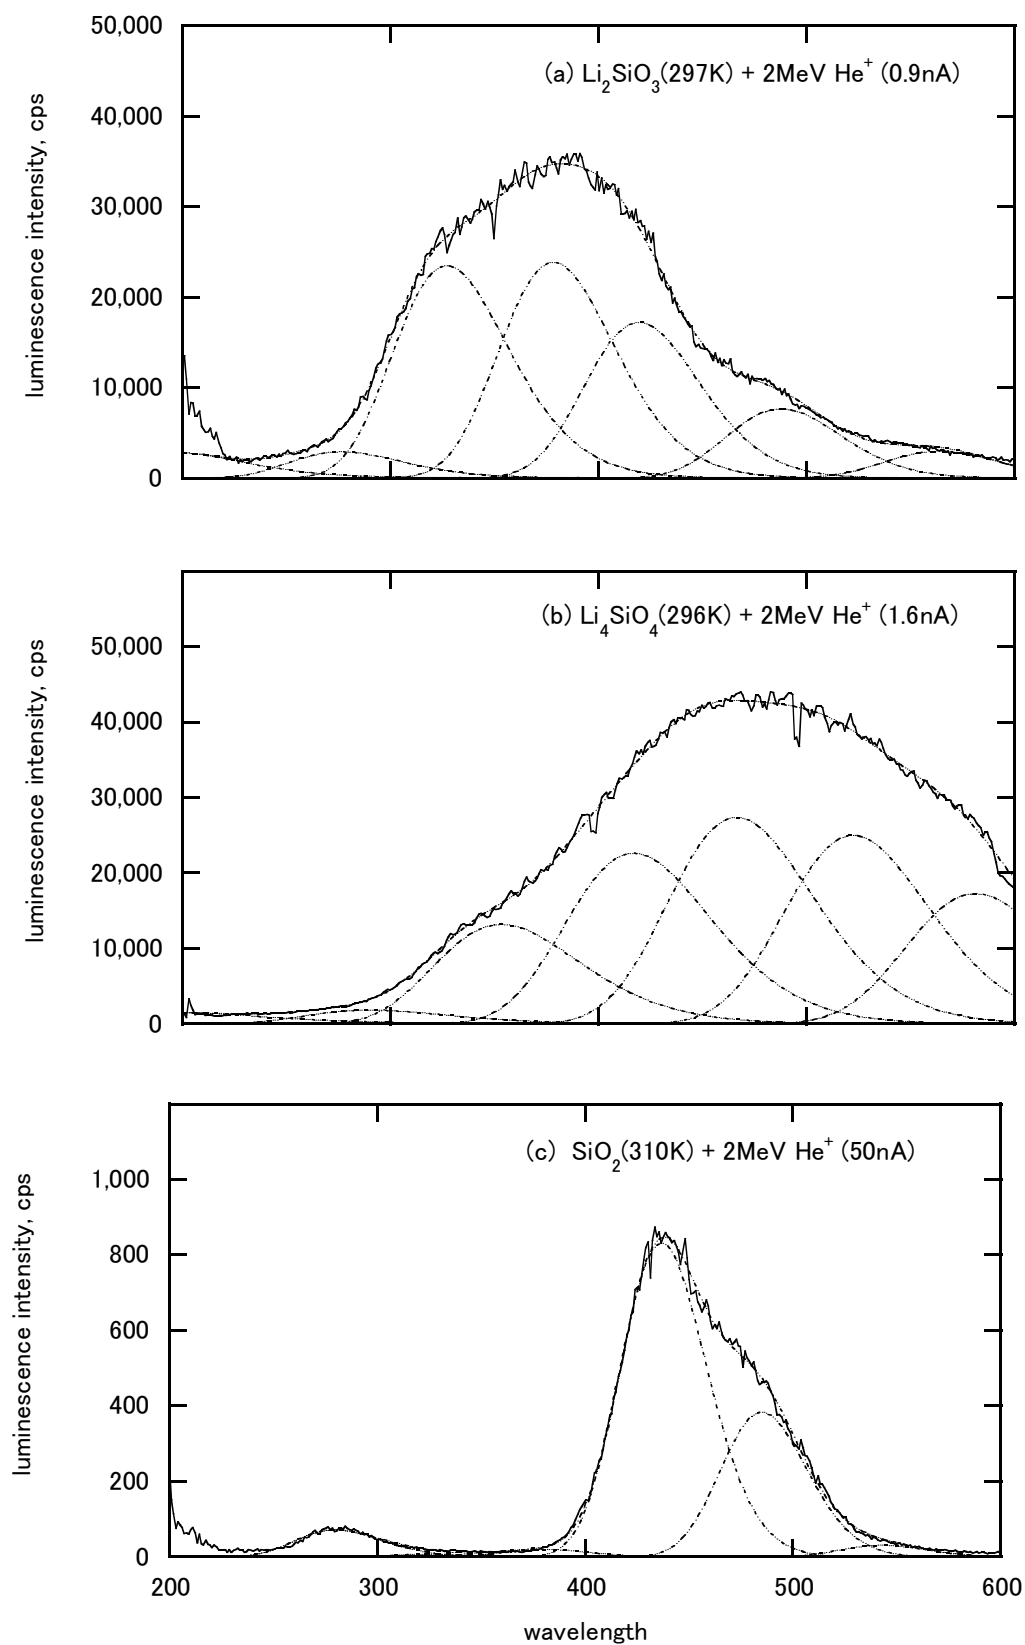 50,000
(a) Li2SiO3(297K) + 2MeV He+ (0.9nA)
40,000
30,000
20,000
10,000
0
luminescence intensity, cps
(b) Li4SiO4(296K) + 2MeV He+ (1.6nA)
50,000
40,000
30,000
20,000
10,000
0
luminescence intensity, cps
(c) SiO2(310K) + 2MeV He+ (50nA)
1,000
800
600
400
200
0
luminescence intensity, cps
200 300 400 500 600
wavelength